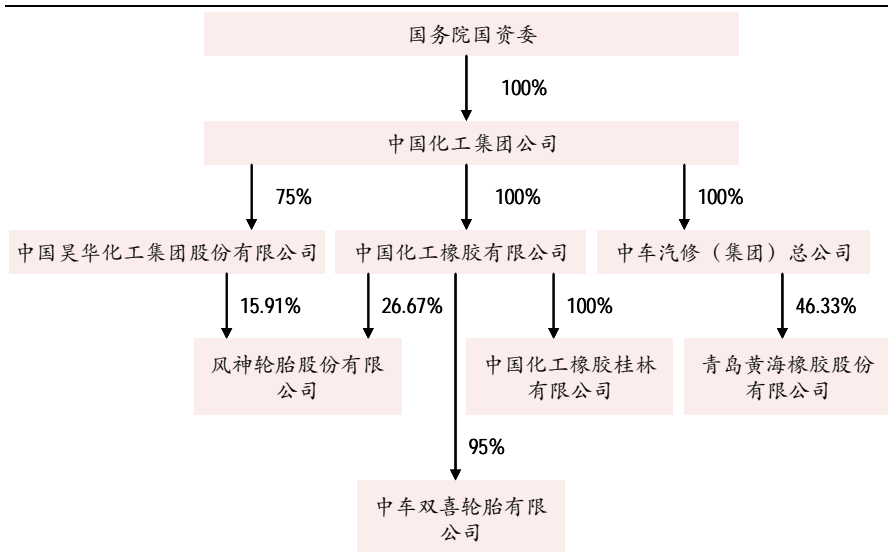 国务院国资委
100%
中国化工集团公司
75%
100%
100%
中国昊华化工集团股份有限公司
中国化工橡胶有限公司
中车汽修（集团）总公司
15.91%
26.67%
100%
46.33%
风神轮胎股份有限
公司
中国化工橡胶桂林
有限公司
青岛黄海橡胶股份
有限公司
95%
中车双喜轮胎有限
公司